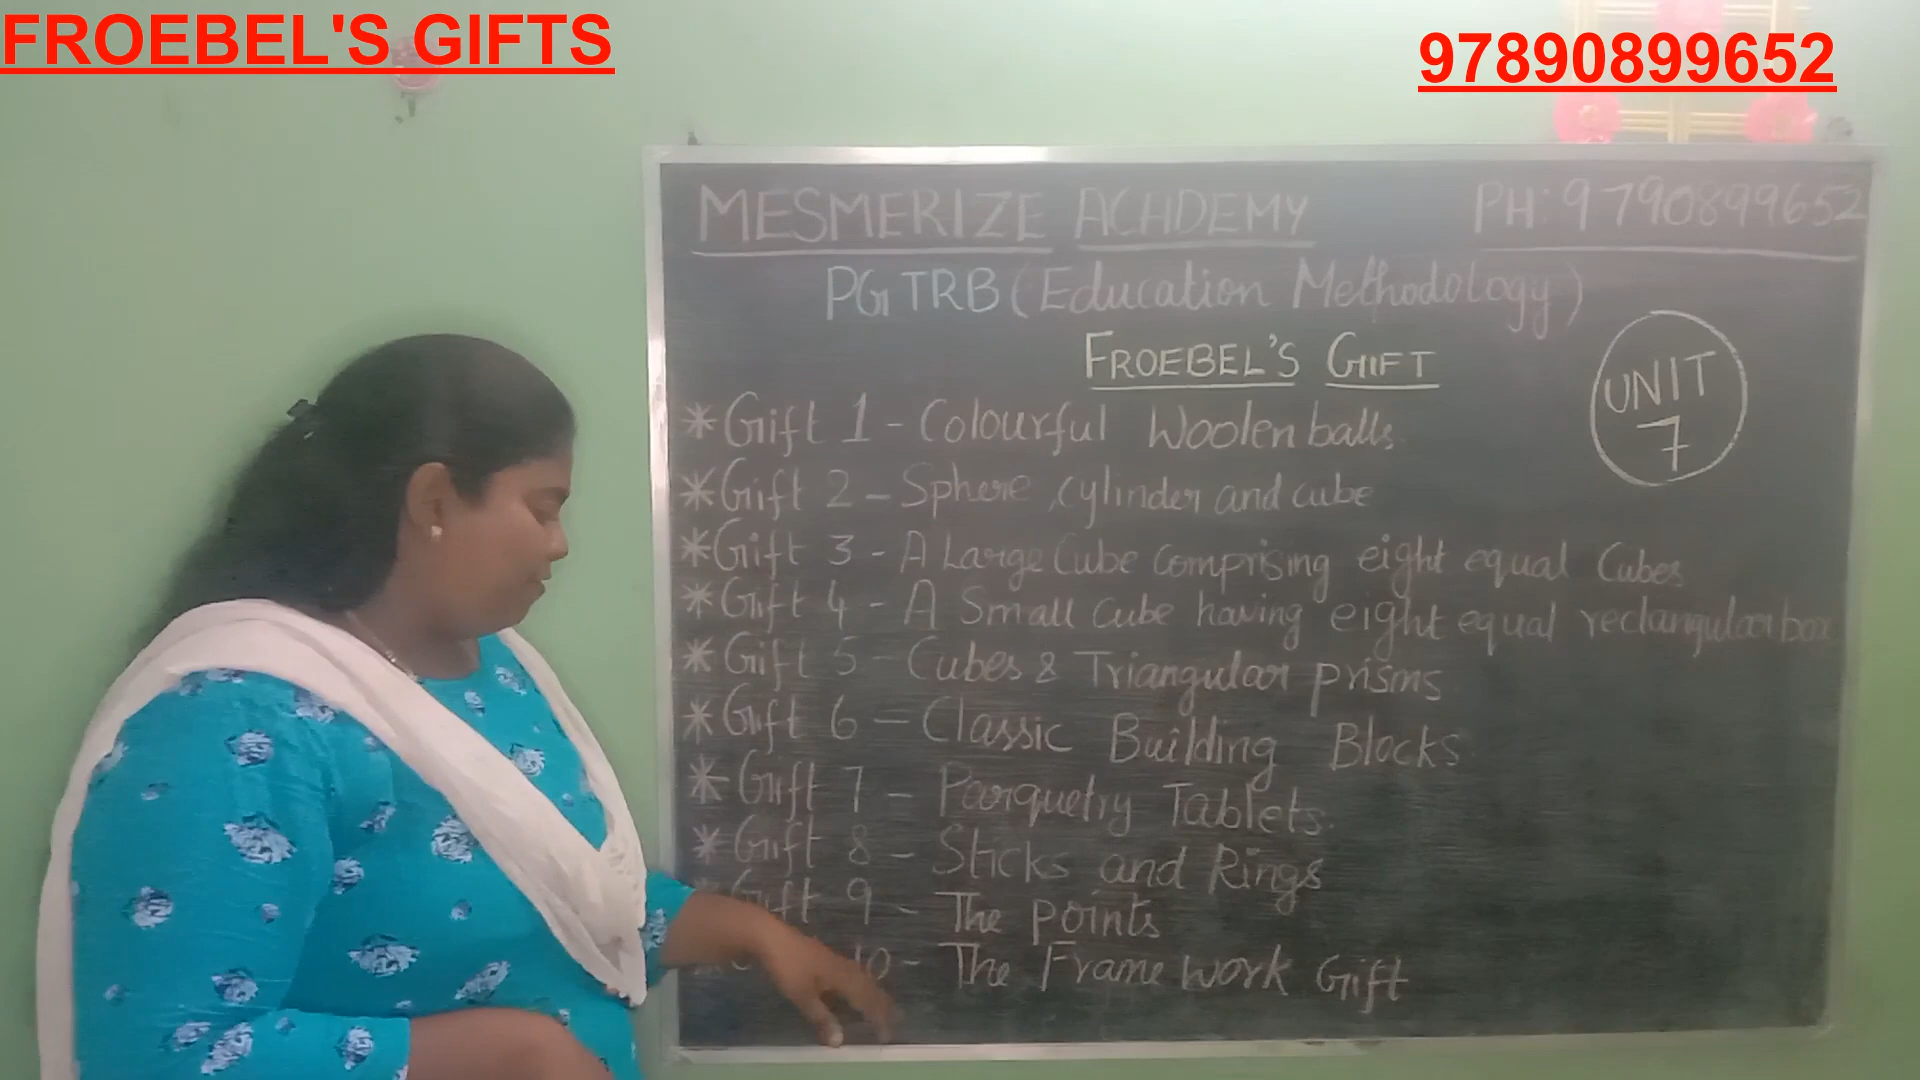 FROEBEL'S GIFTS
97890899652
MESMERIZE ACADEMY PH: 9790899652
PG TRB (Education Methodology)
FROEBEL'S GIFT
UNIT
7
*Gift 1 - Colourful Woolen balls.
*Gift 2 - Sphere, cylinder and cube
*Gift 3 - A Large Cube comprising eight equal Cubes
*Gift 4 - A Small Cube having eight equal rectangular box
*Gift 5 - Cubes & Triangular prisms
*Gift 6 - Classic Building Blocks.
*Gift 7 - Parquetry Tablets.
*Gift 8 - Sticks and Rings
Gift 9 - The points
10 - The Frame work Gift